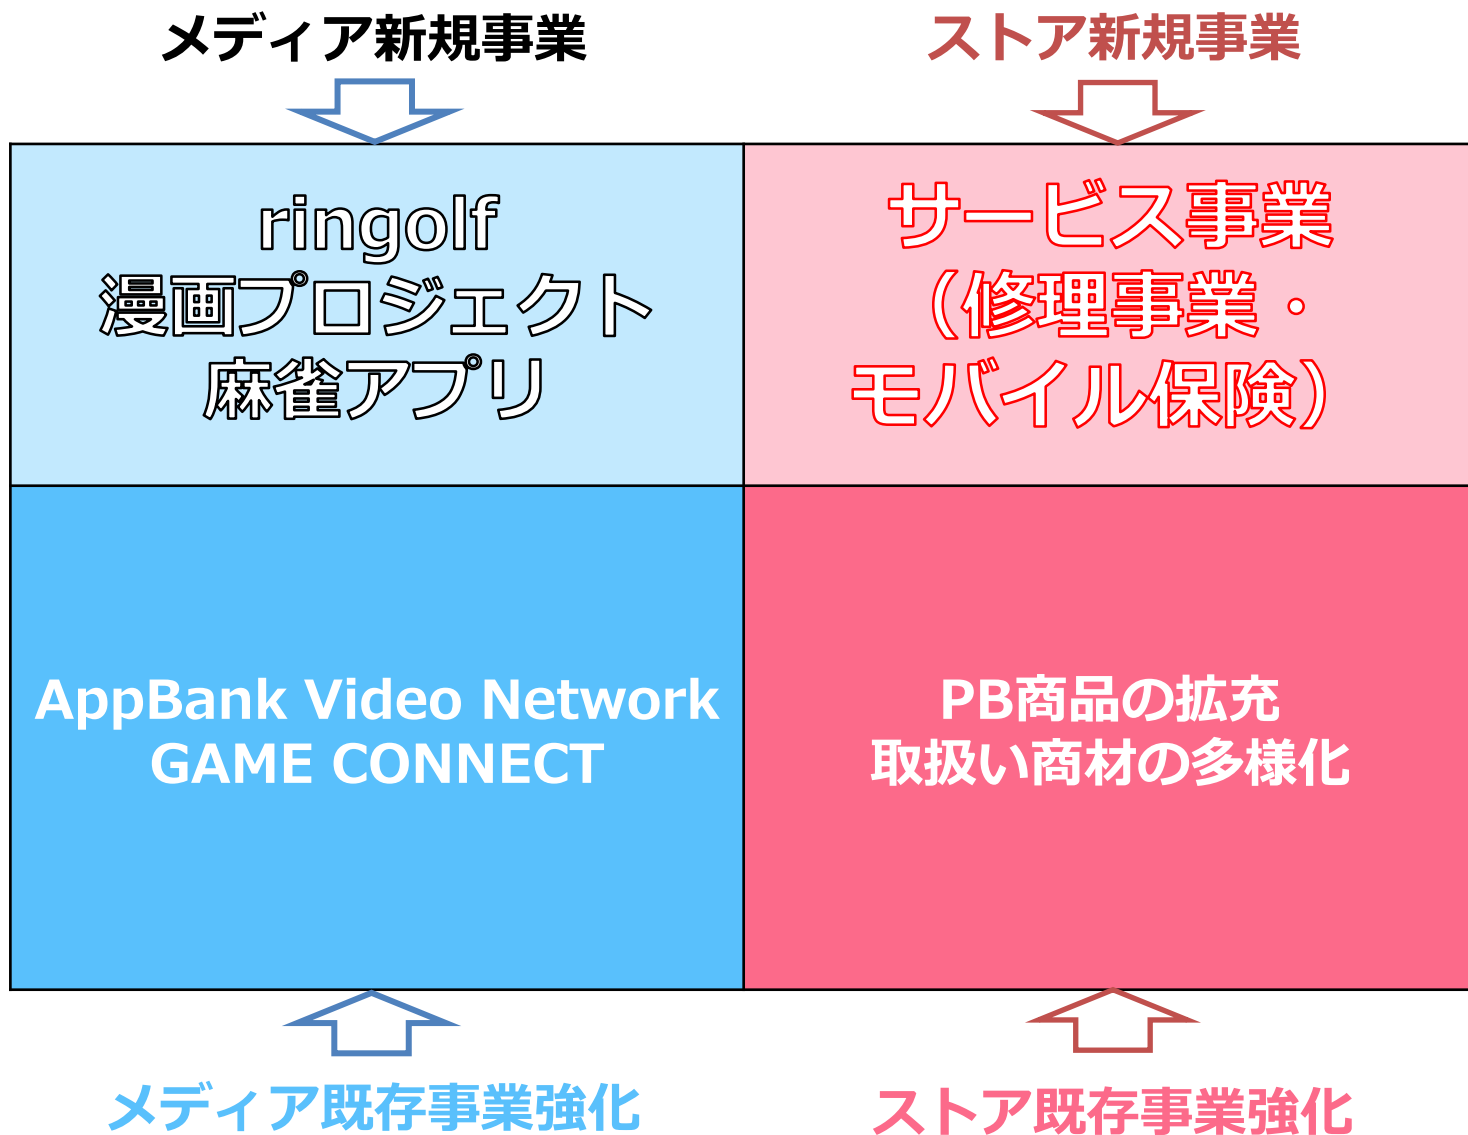 メディア新規事業
ストア新規事業
ringolf
漫画プロジェクト
麻雀アプリ
サービス事業
（修理事業・
モバイル保険）
AppBank Video Network
GAME CONNECT
PB商品の拡充
取扱い商材の多様化
メディア既存事業強化
ストア既存事業強化